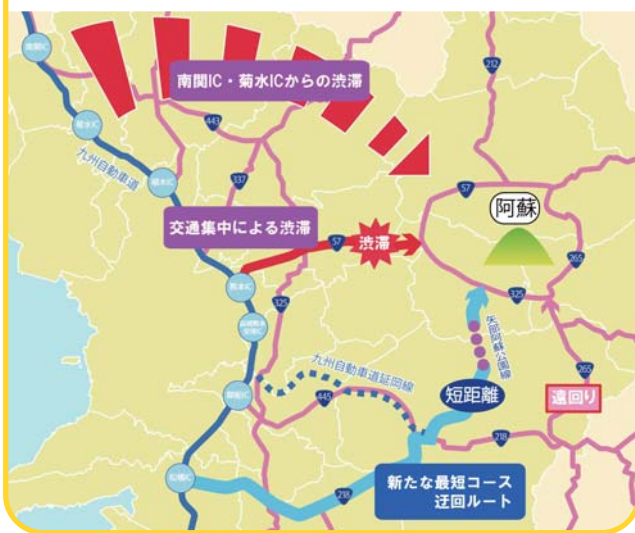 南関IC
212
南関IC・菊水ICからの渋滞
菊水IC
443
九州自動車道
植木IC
337
57
阿蘇
交通集中による渋滞
57
渋滞
265
熊本IC
325
325
益城熊本
空港IC
矢部阿蘇公園線
九州自動車道延岡線
265
御船IC
445
短距離
遠回り
218
松橋IC
218
新たな最短コース
迂回ルート